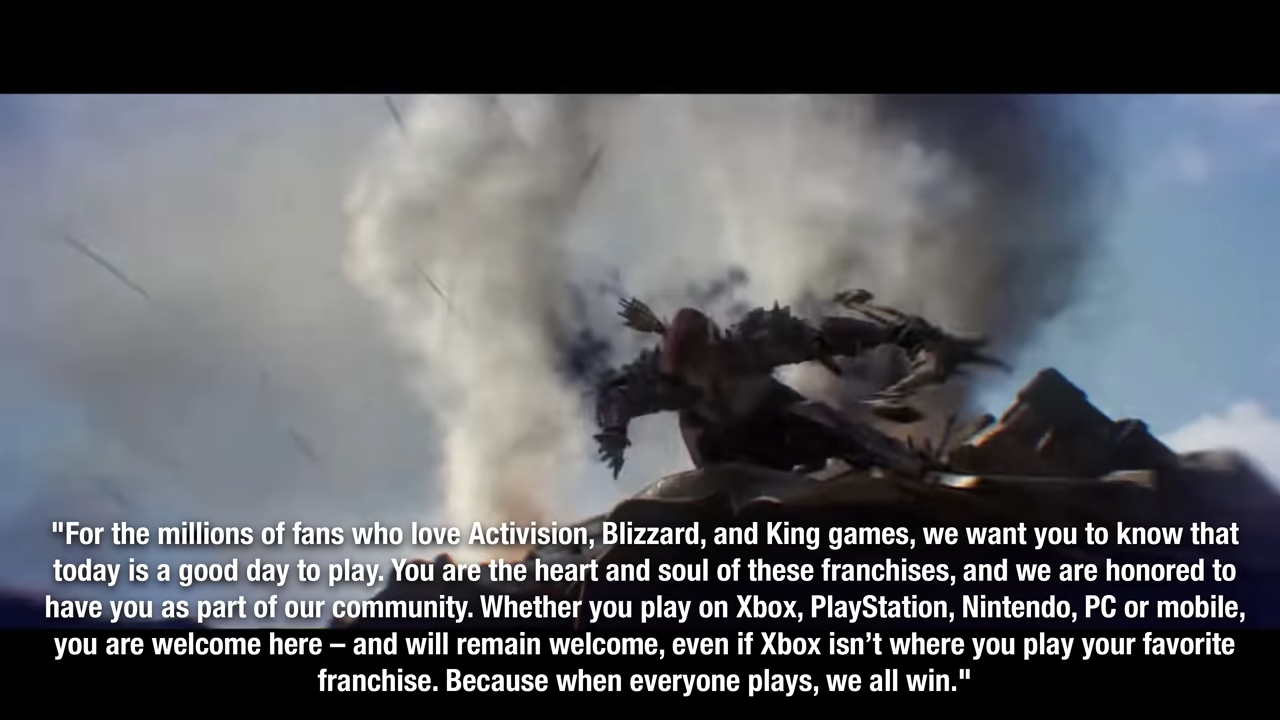 "For the millions of fans who love Activision, Blizzard, and King games, we want you to know that
today is a good day to play. You are the heart and soul of these franchises, and we are honored to
have you as part of our community. Whether you play on Xbox, PlayStation, Nintendo, PC or mobile,
you are welcome here – and will remain welcome, even if Xbox isn’t where you play your favorite
franchise. Because when everyone plays, we all win."